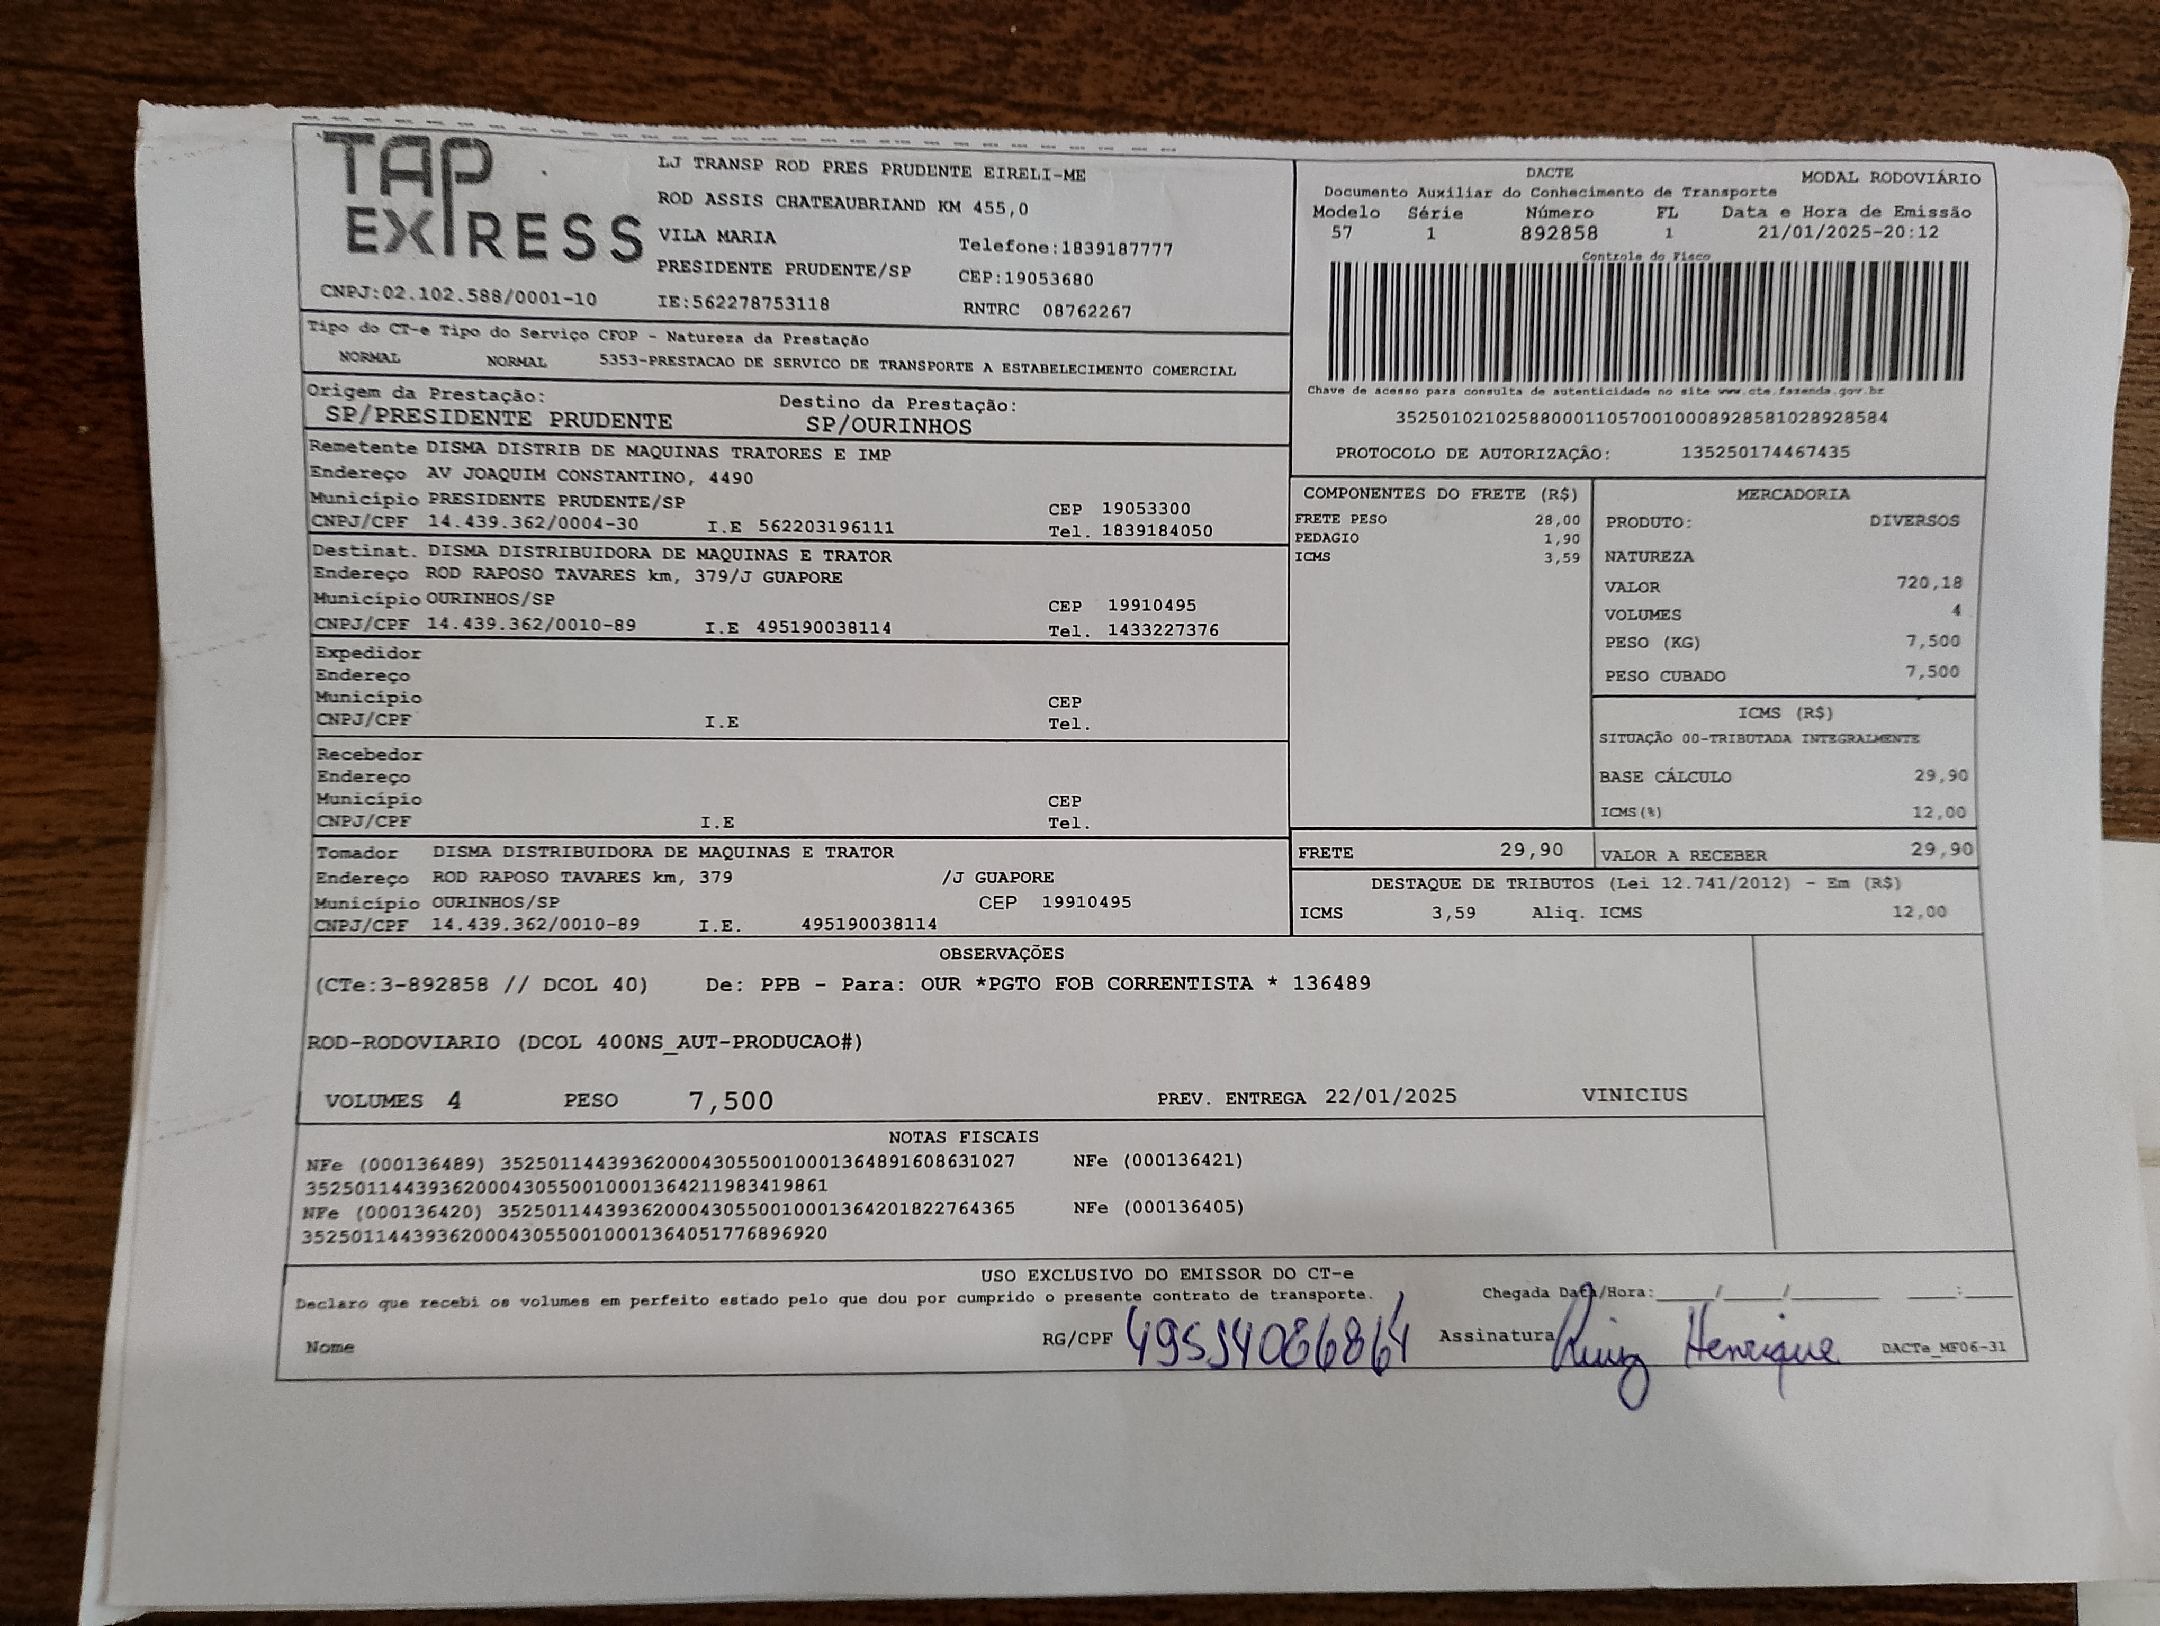 TAP EXPRESS
LJ TRANSP ROD PRES PRUDENTE EIRELI-ME
ROD ASSIS CHATEAUBRIAND KM 455,0
VILA MARIA Telefone:1839187777
PRESIDENTE PRUDENTE/SP CEP:19053680
CNPJ:02.102.588/0001-10 IE:562278753118 RNTRC 08762267
DACTE MODAL RODOVIÁRIO
Documento Auxiliar do Conhecimento de Transporte
Modelo Série Número FL Data e Hora de Emissão
57 1 892858 1 21/01/2025-20:12
Controle do Fisco
Chave de acesso para consulta de autenticidade no site www.cte.fazenda.gov.br
35250102102588000110570010008928581028928584
PROTOCOLO DE AUTORIZAÇÃO: 135250174467435
Tipo do CT-e Tipo do Serviço CFOP - Natureza da Prestação
NORMAL NORMAL 5353-PRESTACAO DE SERVICO DE TRANSPORTE A ESTABELECIMENTO COMERCIAL
Origem da Prestação: Destino da Prestação:
SP/PRESIDENTE PRUDENTE SP/OURINHOS
Remetente DISMA DISTRIB DE MAQUINAS TRATORES E IMP
Endereço AV JOAQUIM CONSTANTINO, 4490
Município PRESIDENTE PRUDENTE/SP CEP 19053300
CNPJ/CPF 14.439.362/0004-30 I.E 562203196111 Tel. 1839184050
Destinat. DISMA DISTRIBUIDORA DE MAQUINAS E TRATOR
Endereço ROD RAPOSO TAVARES km, 379/J GUAPORE
Município OURINHOS/SP CEP 19910495
CNPJ/CPF 14.439.362/0010-89 I.E 495190038114 Tel. 1433227376
Expedidor
Endereço
Município CEP
CNPJ/CPF I.E Tel.
Recebedor
Endereço
Município CEP
CNPJ/CPF I.E Tel.
Tomador DISMA DISTRIBUIDORA DE MAQUINAS E TRATOR
Endereço ROD RAPOSO TAVARES km, 379 /J GUAPORE
Município OURINHOS/SP CEP 19910495
CNPJ/CPF 14.439.362/0010-89 I.E. 495190038114
COMPONENTES DO FRETE (R$)
FRETE PESO 28,00
PEDAGIO 1,90
ICMS 3,59
MERCADORIA
PRODUTO: DIVERSOS
NATUREZA
VALOR 720,18
VOLUMES 4
PESO (KG) 7,500
PESO CUBADO 7,500
ICMS (R$)
SITUAÇÃO 00-TRIBUTADA INTEGRALMENTE
BASE CÁLCULO 29,90
ICMS(%) 12,00
FRETE 29,90 VALOR A RECEBER 29,90
DESTAQUE DE TRIBUTOS (Lei 12.741/2012) - Em (R$)
ICMS 3,59 Aliq. ICMS 12,00
OBSERVAÇÕES
(CTe:3-892858 // DCOL 40) De: PPB - Para: OUR *PGTO FOB CORRENTISTA * 136489
ROD-RODOVIARIO (DCOL 400NS_AUT-PRODUCAO#)
VOLUMES 4 PESO 7,500 PREV. ENTREGA 22/01/2025 VINICIUS
NOTAS FISCAIS
NFe (000136489) 35250114439362000430550010001364891608631027 NFe (000136421)
35250114439362000430550010001364211983419861
NFe (000136420) 35250114439362000430550010001364201822764365 NFe (000136405)
35250114439362000430550010001364051776896920
USO EXCLUSIVO DO EMISSOR DO CT-e
Declaro que recebi os volumes em perfeito estado pelo que dou por cumprido o presente contrato de transporte. Chegada Data/Hora:____/____/______ ___:___
Nome RG/CPF Assinatura Henrique DACTe_MF06-31